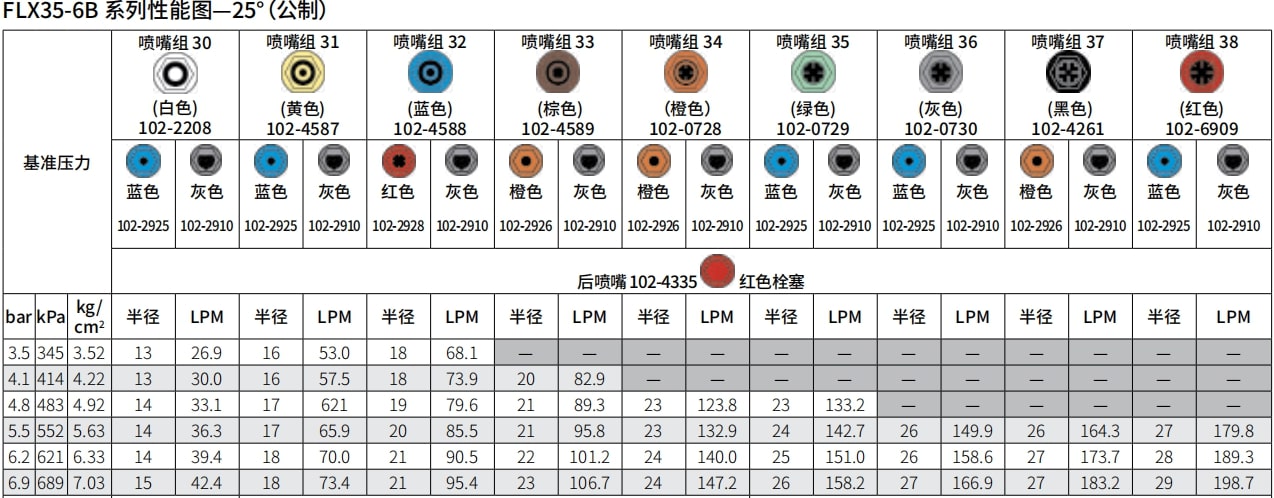 FLX35-6B 系列性能图—25°（公制）
基准压力
喷嘴组 30 喷嘴组 31 喷嘴组 32 喷嘴组 33 喷嘴组 34 喷嘴组 35 喷嘴组 36 喷嘴组 37 喷嘴组 38
(白色) (黄色) (蓝色) (棕色) (橙色) (绿色) (灰色) (黑色) (红色)
102-2208 102-4587 102-4588 102-4589 102-0728 102-0729 102-0730 102-4261 102-6909
蓝色 灰色 蓝色 灰色 红色 灰色 橙色 灰色 橙色 灰色 蓝色 灰色 蓝色 灰色 橙色 灰色 蓝色 灰色
102-2925 102-2910 102-2925 102-2910 102-2928 102-2910 102-2926 102-2910 102-2926 102-2910 102-2925 102-2910 102-2925 102-2910 102-2926 102-2910 102-2925 102-2910
后喷嘴 102-4335 红色栓塞
bar kPa kg/cm² 半径 LPM 半径 LPM 半径 LPM 半径 LPM 半径 LPM 半径 LPM 半径 LPM 半径 LPM 半径 LPM
3.5 345 3.52 13 26.9 16 53.0 18 68.1 — — — — — — — — — — — —
4.1 414 4.22 13 30.0 16 57.5 18 73.9 20 82.9 — — — — — — — — — —
4.8 483 4.92 14 33.1 17 621 19 79.6 21 89.3 23 123.8 23 133.2 — — — — — —
5.5 552 5.63 14 36.3 17 65.9 20 85.5 21 95.8 23 132.9 24 142.7 26 149.9 26 164.3 27 179.8
6.2 621 6.33 14 39.4 18 70.0 21 90.5 22 101.2 24 140.0 25 151.0 26 158.6 27 173.7 28 189.3
6.9 689 7.03 15 42.4 18 73.4 21 95.4 23 106.7 24 147.2 26 158.2 27 166.9 27 183.2 29 198.7